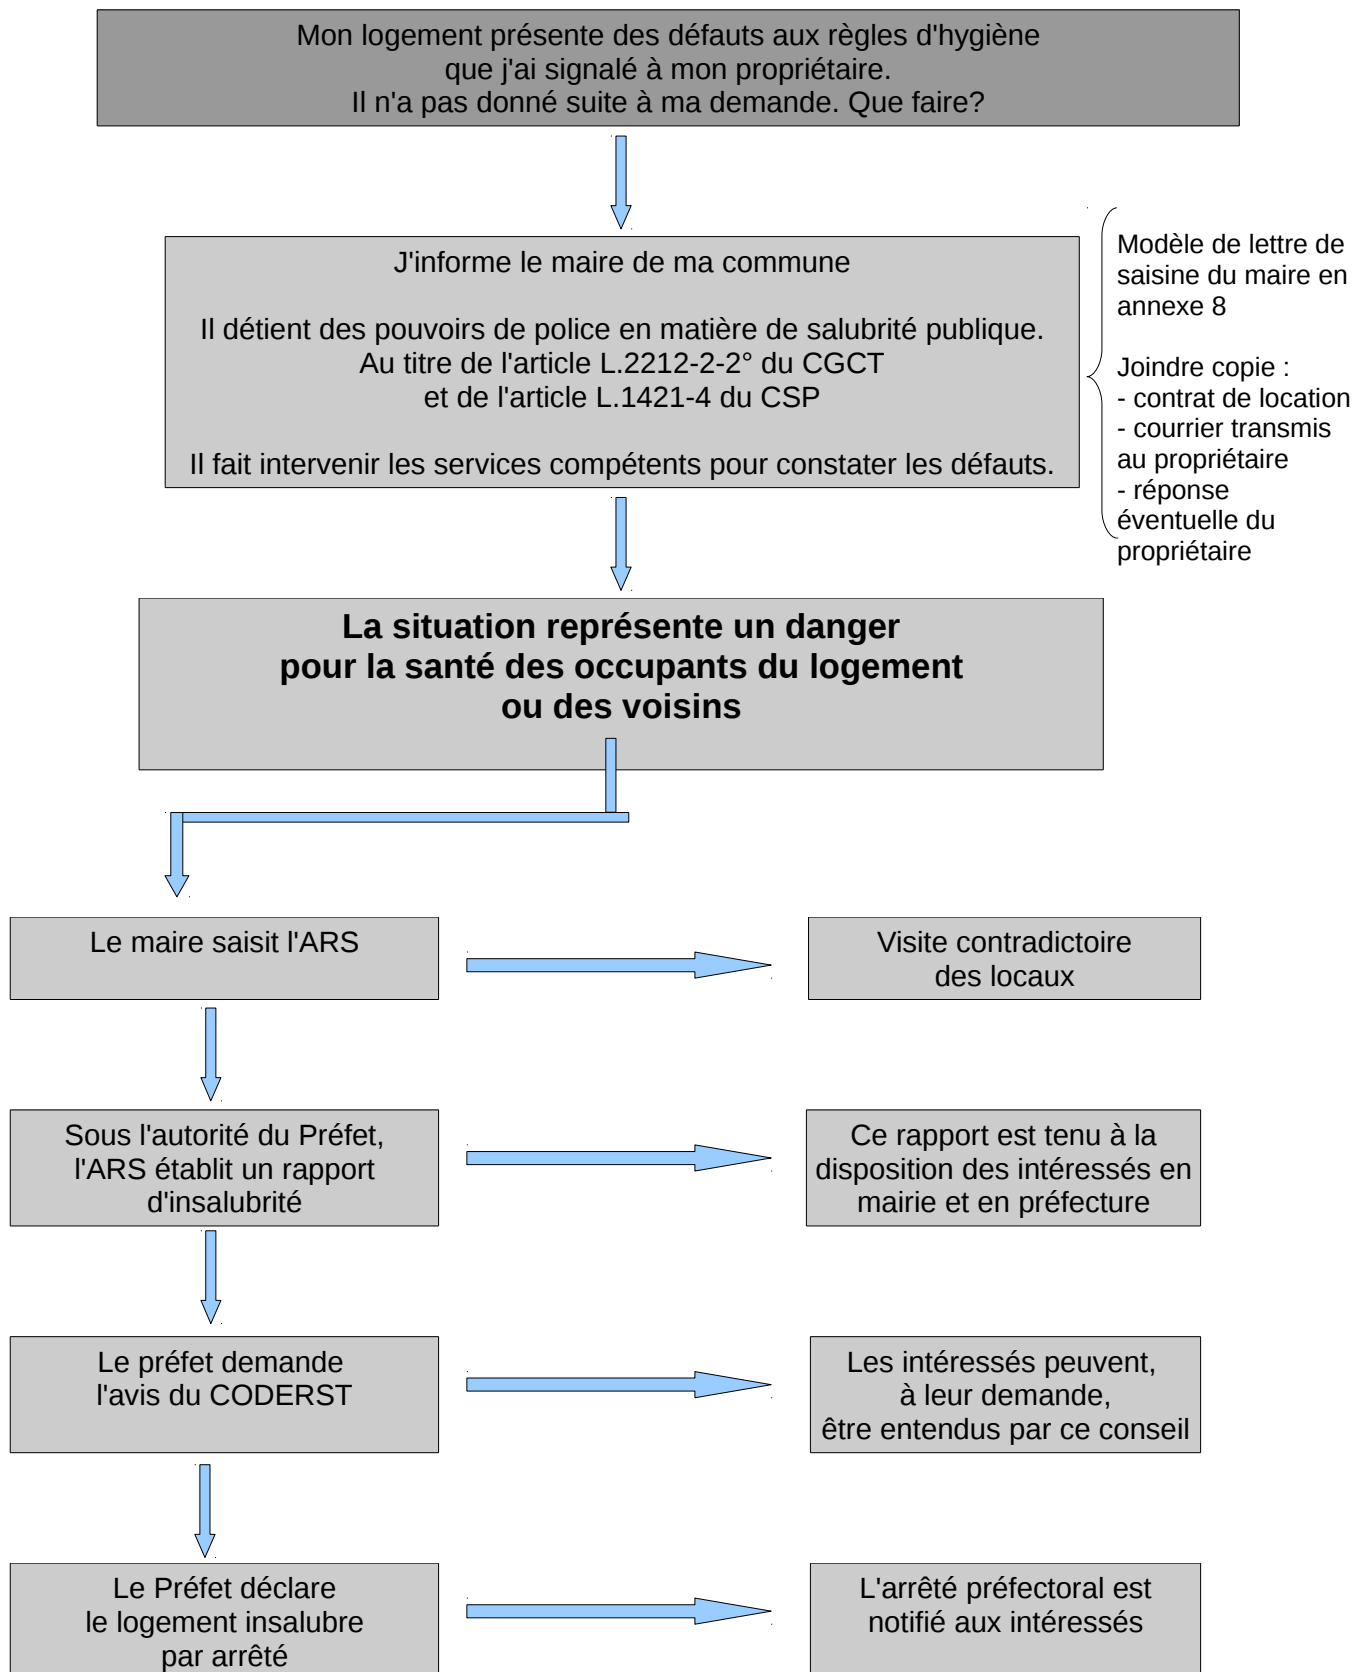 Mon logement présente des défauts aux règles d'hygiène
que j'ai signalé à mon propriétaire.
Il n'a pas donné suite à ma demande. Que faire?
J'informe le maire de ma commune
Il détient des pouvoirs de police en matière de salubrité publique.
Au titre de l'article L.2212-2-2° du CGCT
et de l'article L.1421-4 du CSP
Il fait intervenir les services compétents pour constater les défauts.
Modèle de lettre de
saisine du maire en
annexe 8
Joindre copie :
- contrat de location
- courrier transmis
au propriétaire
- réponse
éventuelle du
propriétaire
La situation représente un danger
pour la santé des occupants du logement
ou des voisins
Le maire saisit l'ARS
Visite contradictoire
des locaux
Sous l'autorité du Préfet,
l'ARS établit un rapport
d'insalubrité
Ce rapport est tenu à la
disposition des intéressés en
mairie et en préfecture
Le préfet demande
l'avis du CODERST
Les intéressés peuvent,
à leur demande,
être entendus par ce conseil
Le Préfet déclare
le logement insalubre
par arrêté
L'arrêté préfectoral est
notifié aux intéressés